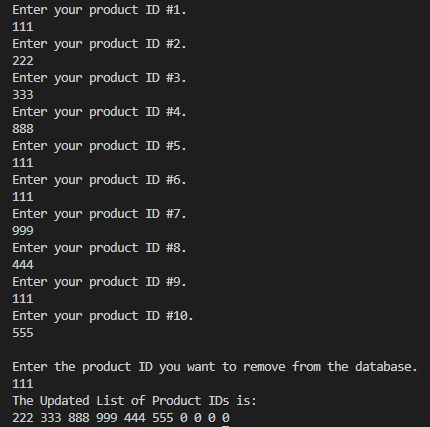 Enter your product ID #1.
111
Enter your product ID #2.
222
Enter your product ID #3.
333
Enter your product ID #4.
888
Enter your product ID #5.
111
Enter your product ID #6.
111
Enter your product ID #7.
999
Enter your product ID #8.
444
Enter your product ID #9.
111
Enter your product ID #10.
555
Enter the product ID you want to remove from the database.
111
The Updated List of Product IDs is:
222 333 888 999 444 555 0 0 0 0